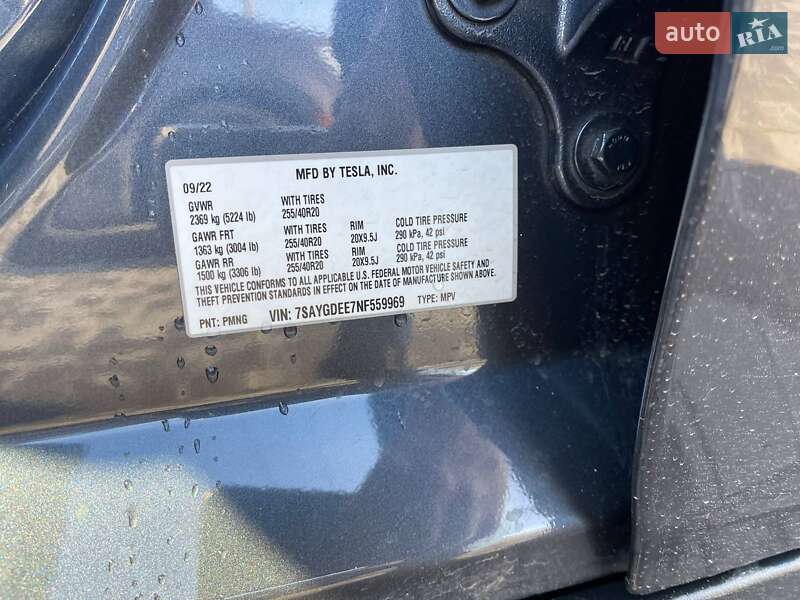 auto RIA.com
MFD BY TESLA, INC.
09/22
GVWR WITH TIRES
2369 kg (5224 lb) 255/40R20
GAWR FRT WITH TIRES RIM COLD TIRE PRESSURE
1363 kg (3004 lb) 255/40R20 20X9.5J 290 kPa, 42 psi
GAWR RR WITH TIRES RIM COLD TIRE PRESSURE
1500 kg (3306 lb) 255/40R20 20X9.5J 290 kPa, 42 psi
THIS VEHICLE CONFORMS TO ALL APPLICABLE U.S. FEDERAL MOTOR VEHICLE SAFETY AND
THEFT PREVENTION STANDARDS IN EFFECT ON THE DATE OF MANUFACTURE SHOWN ABOVE.
PNT: PMNG VIN: 7SAYGDEE7NF559969 TYPE: MPV